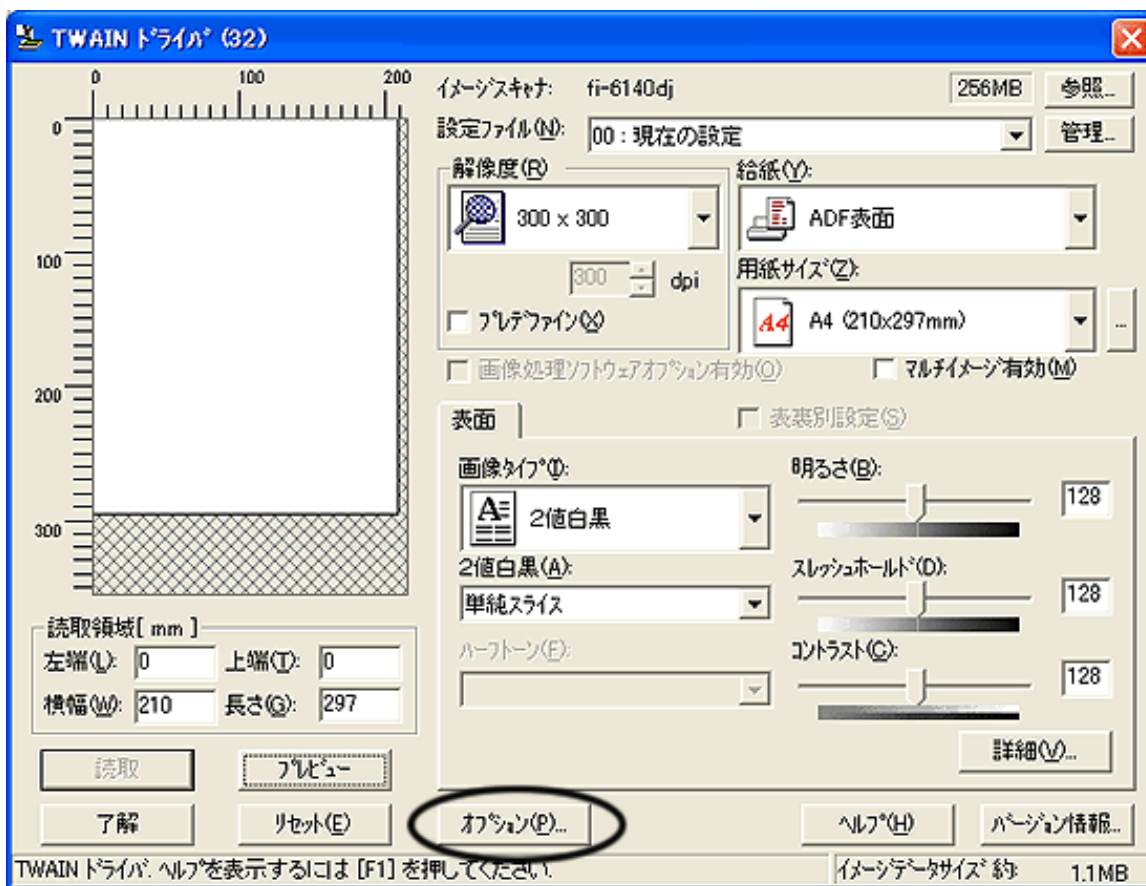 TWAIN ドライバ (32)
0 100 200
0
100
200
300
イメージスキャナ: fi-6140dj 256MB 参照...
設定ファイル(N): 00 : 現在の設定 管理...
解像度(R)
300 x 300
300 dpi
プレデファイン(X)
給紙(Y):
ADF表面
用紙サイズ(Z):
A4 A4 (210x297mm) ...
画像処理ソフトウェアオプション有効(O) マルチイメージ有効(M)
表面 表裏別設定(S)
画像タイプ(I):
2値白黒
2値白黒(A):
単純スライス
ハーフトーン(F):
明るさ(B):
128
スレッシュホールド(D):
128
コントラスト(C):
128
詳細(V)...
読取領域[ mm ]
左端(L): 0 上端(T): 0
横幅(W): 210 長さ(G): 297
読取 プレビュー
了解 リセット(E) オプション(P)... ヘルプ(H) バージョン情報...
TWAIN ドライバ. ヘルプを表示するには [F1] を押してください. イメージデータサイズ 約: 1.1MB